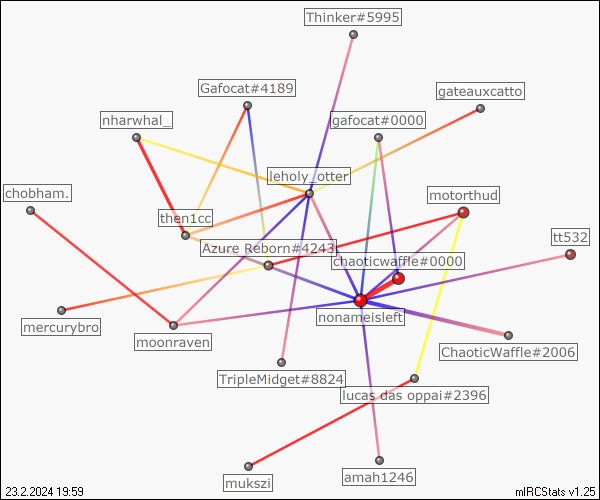 Thinker#5995
Gafocat#4189
gateauxcatto
nharwhal_
gafocat#0000
leholy_otter
chobham.
motorthud
then1cc
tt532
Azure Reborn#4243
chaoticwaffle#0000
nonameisleft
mercurybro
moonraven
ChaoticWaffle#2006
TripleMidget#8824
lucas das oppai#2396
mukszi
amah1246
23.2.2024 19:59
mIRCStats v1.25